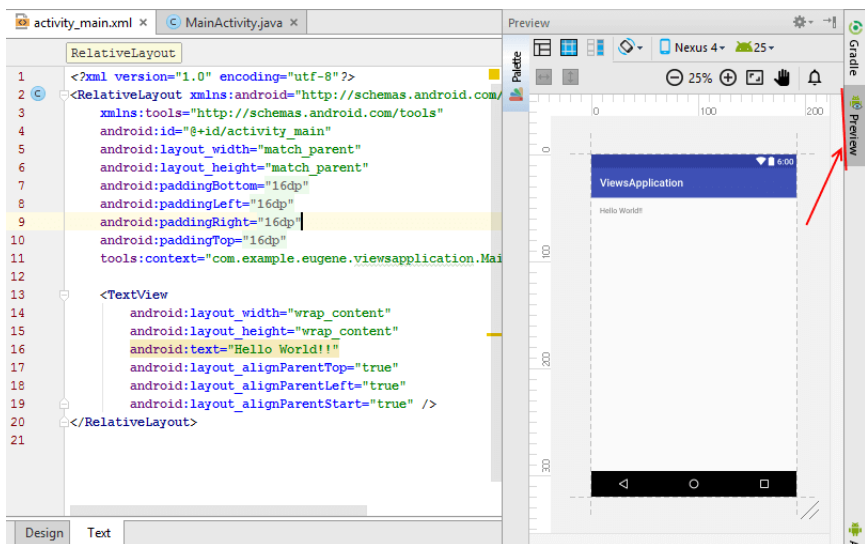 activity_main.xml × MainActivity.java ×
Preview
RelativeLayout
Palette
Nexus 4 25
25%
Gradle
Preview
1 <?xml version="1.0" encoding="utf-8"?>
2 C <RelativeLayout xmlns:android="http://schemas.android.com/
3 xmlns:tools="http://schemas.android.com/tools"
4 android:id="@+id/activity_main"
5 android:layout_width="match_parent"
6 android:layout_height="match_parent"
7 android:paddingBottom="16dp"
8 android:paddingLeft="16dp"
9 android:paddingRight="16dp"
10 android:paddingTop="16dp"
11 tools:context="com.example.eugene.viewsapplication.Mai
12
13 <TextView
14 android:layout_width="wrap_content"
15 android:layout_height="wrap_content"
16 android:text="Hello World!!"
17 android:layout_alignParentTop="true"
18 android:layout_alignParentLeft="true"
19 android:layout_alignParentStart="true" />
20 </RelativeLayout>
21
0 100 200
0
100
200
300
6:00
ViewsApplication
Hello World!!
Design Text